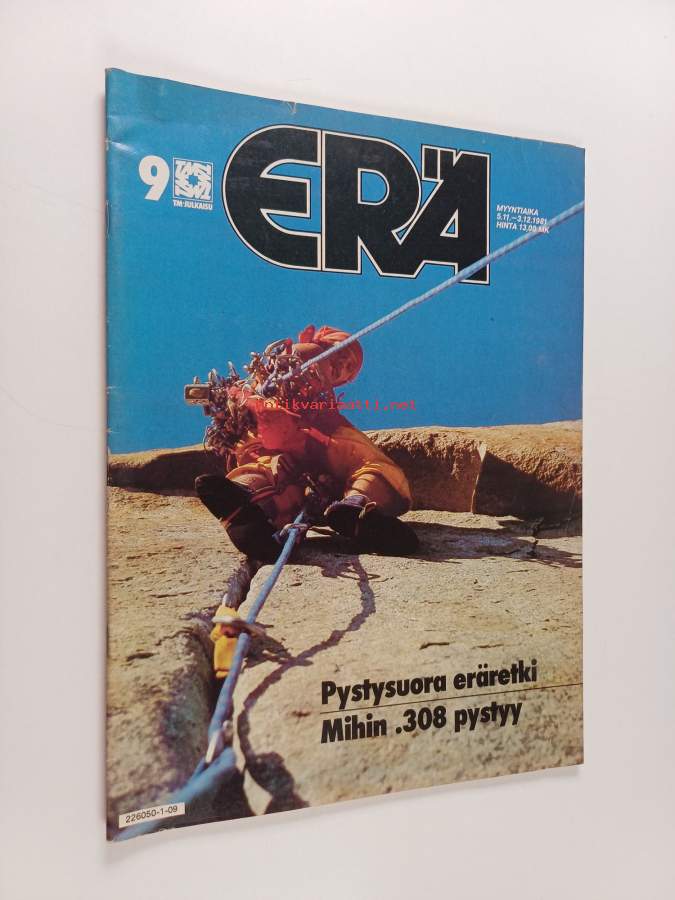 9
TM-JULKAISU
ERÄ
MYYNTIAIKA
5.11.–3.12.1981
HINTA 13,00 MK
antikvariaatti.net
Pystysuora eräretki
Mihin .308 pystyy
226050-1-09